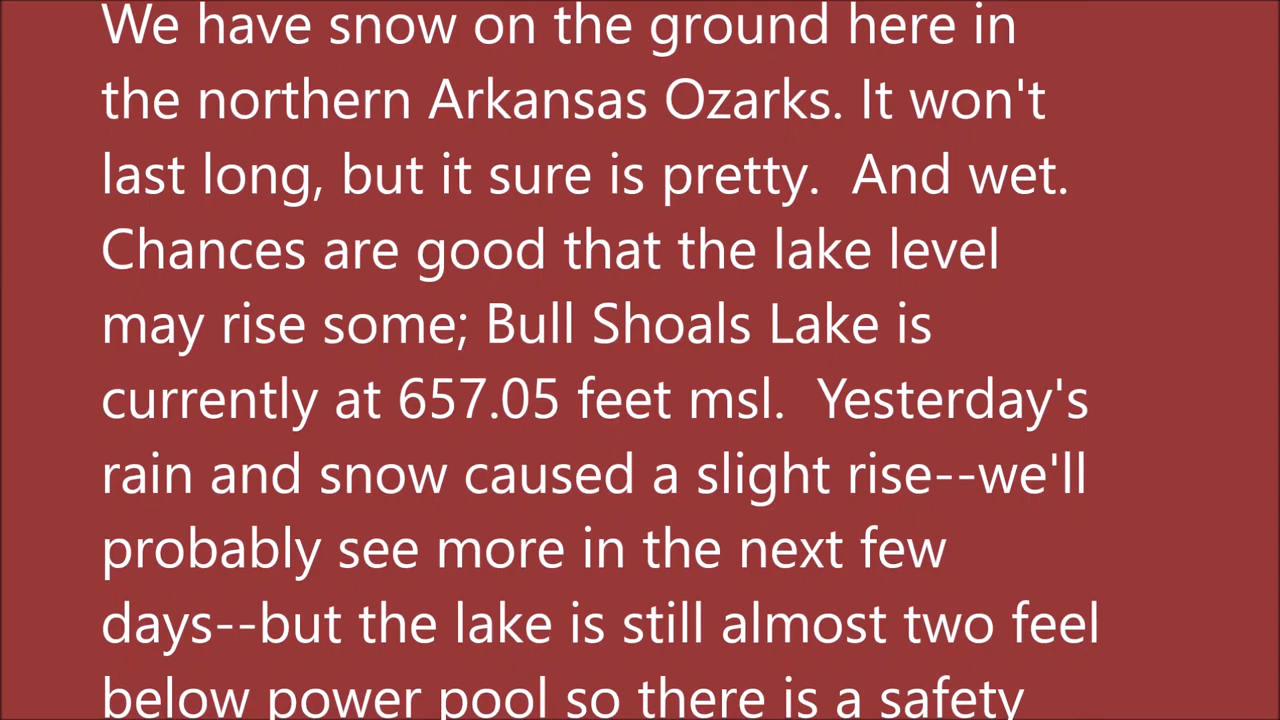 We have snow on the ground here in
the northern Arkansas Ozarks. It won't
last long, but it sure is pretty.  And wet.
Chances are good that the lake level
may rise some; Bull Shoals Lake is
currently at 657.05 feet msl.  Yesterday's
rain and snow caused a slight rise--we'll
probably see more in the next few
days--but the lake is still almost two feel
below power pool so there is a safety